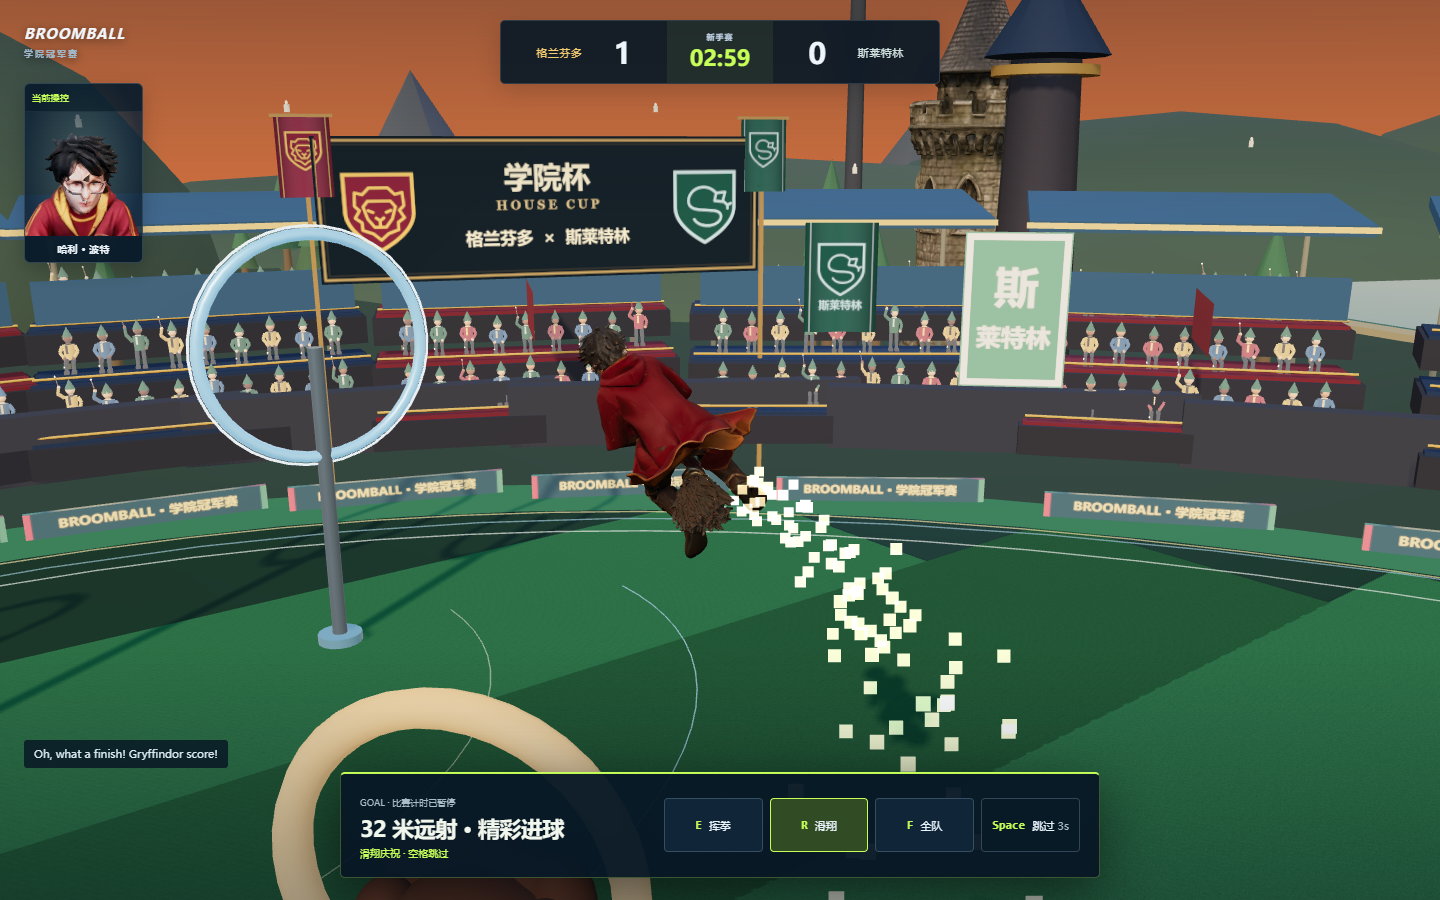 BROOMBALL
学院冠军赛
格兰芬多 1
新手赛
02:59
0 斯莱特林
当前操控
哈利·波特
学院杯
HOUSE CUP
格兰芬多 × 斯莱特林
斯莱特林
斯
莱特林
BROOMBALL·学院冠军赛
BROOMBALL·学院冠军赛
BROOMBALL
BROOMBALL·学院冠军赛
BROOMBALL·学院冠军赛
BROO
Oh, what a finish! Gryffindor score!
GOAL · 比赛计时已暂停
32 米远射 · 精彩进球
滑翔庆祝 · 空格跳过
E 挥拳
R 滑翔
F 全队
Space 跳过 3s